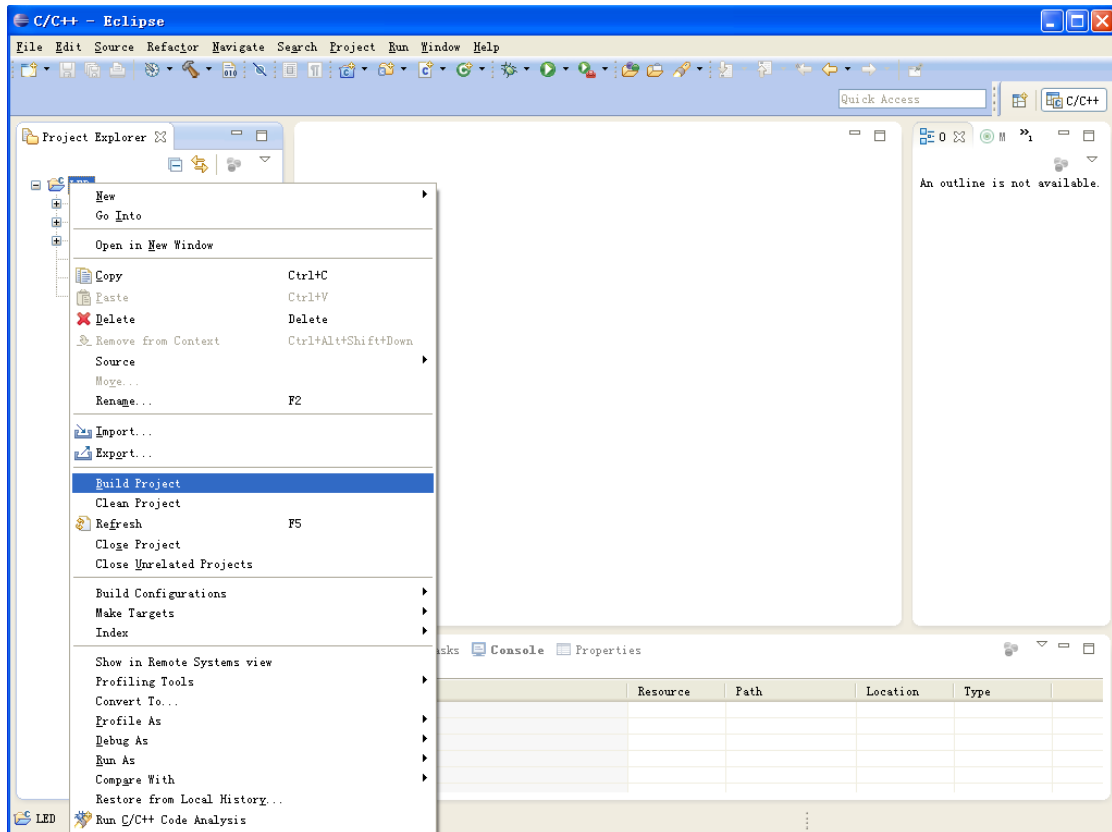 C/C++ - Eclipse
File Edit Source Refactor Navigate Search Project Run Window Help
Quick Access
C/C++
Project Explorer
O
M
»1
An outline is not available.
LED
New
Go Into
Open in New Window
Copy Ctrl+C
Paste Ctrl+V
Delete Delete
Remove from Context Ctrl+Alt+Shift+Down
Source
Move...
Rename... F2
Import...
Export...
Build Project
Clean Project
Refresh F5
Close Project
Close Unrelated Projects
Build Configurations
Make Targets
Index
Show in Remote Systems view
Profiling Tools
Convert To...
Profile As
Debug As
Run As
Compare With
Restore from Local History...
Run C/C++ Code Analysis
Console Properties
Resource Path Location Type
LED